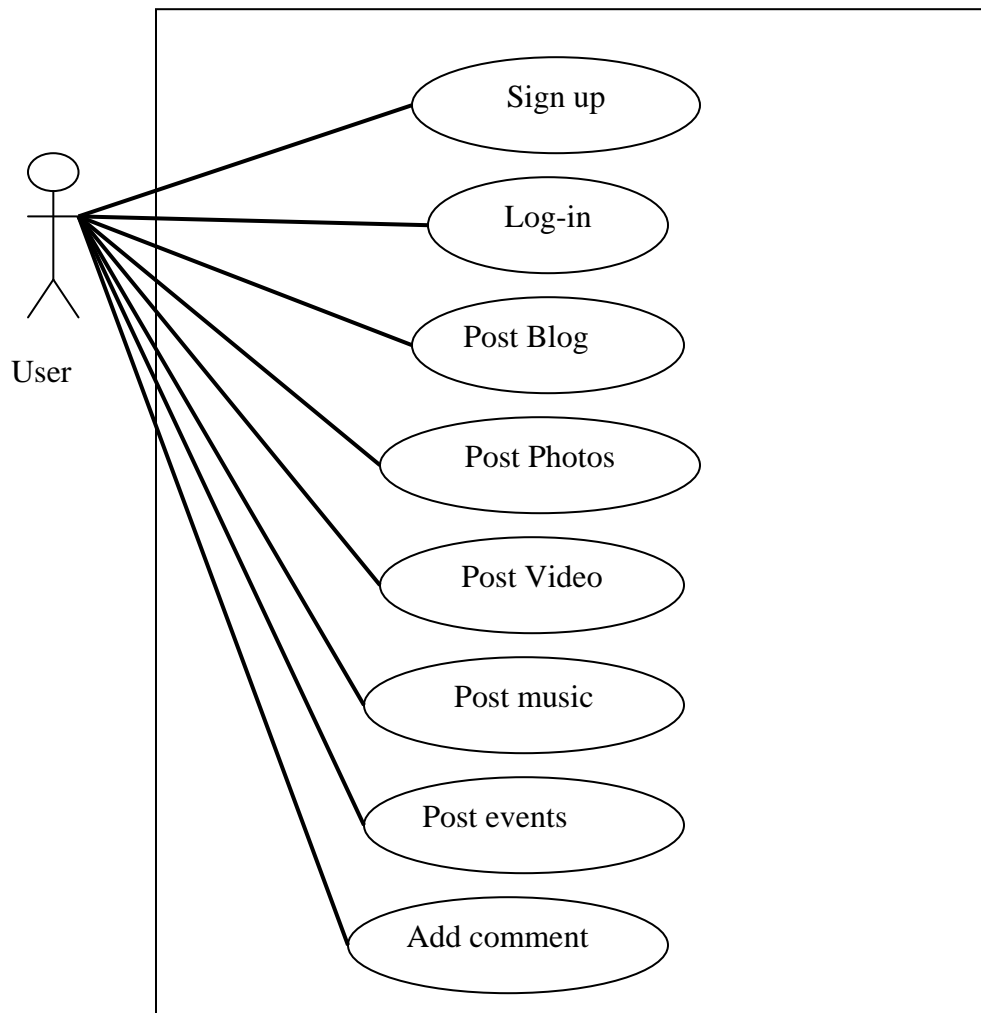 Sign up
Log-in
Post Blog
User
Post Photos
Post Video
Post music
Post events
Add comment